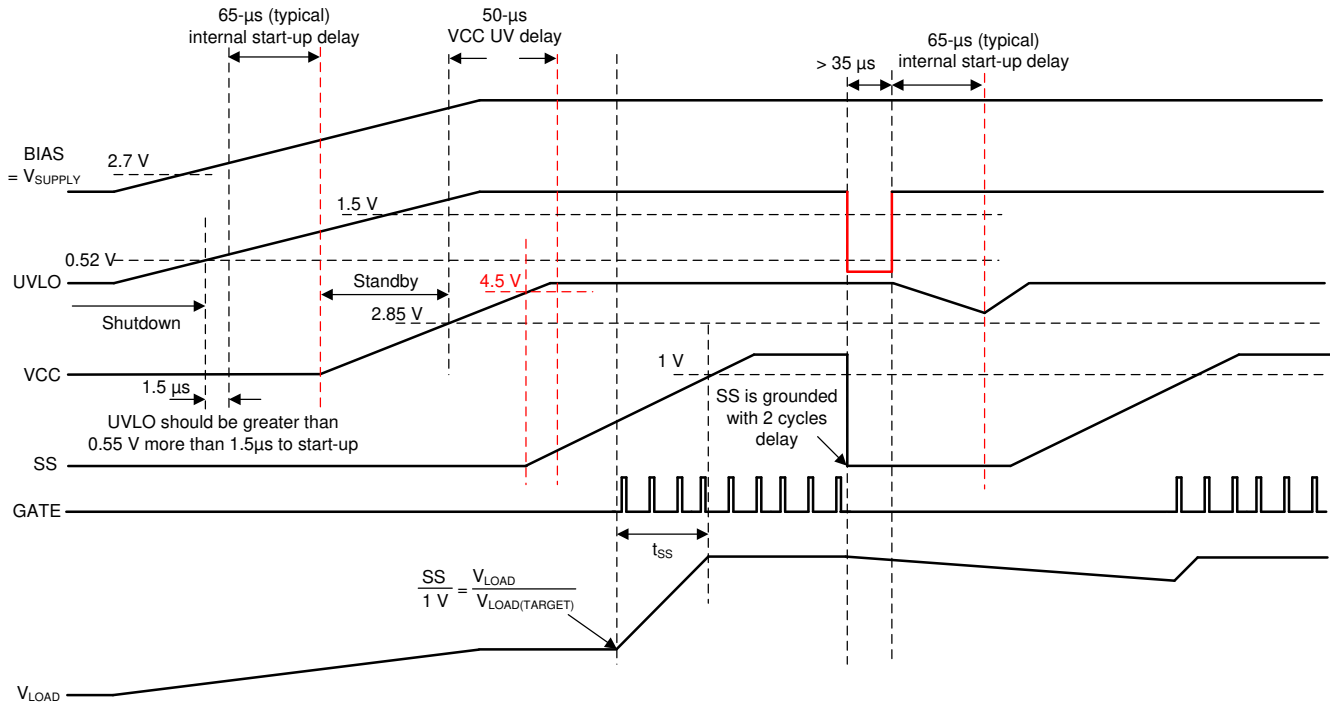 65-µs (typical)
internal start-up delay
50-µs
VCC UV delay
65-µs (typical)
internal start-up delay
> 35 µs
BIAS
= VSUPPLY
2.7 V
1.5 V
0.52 V
UVLO
Standby
4.5 V
Shutdown
2.85 V
VCC
1.5 µs
1 V
UVLO should be greater than
0.55 V more than 1.5µs to start-up
SS is grounded
with 2 cycles
delay
SS
GATE
tSS
SS
1 V
=
VLOAD
VLOAD(TARGET)
VLOAD